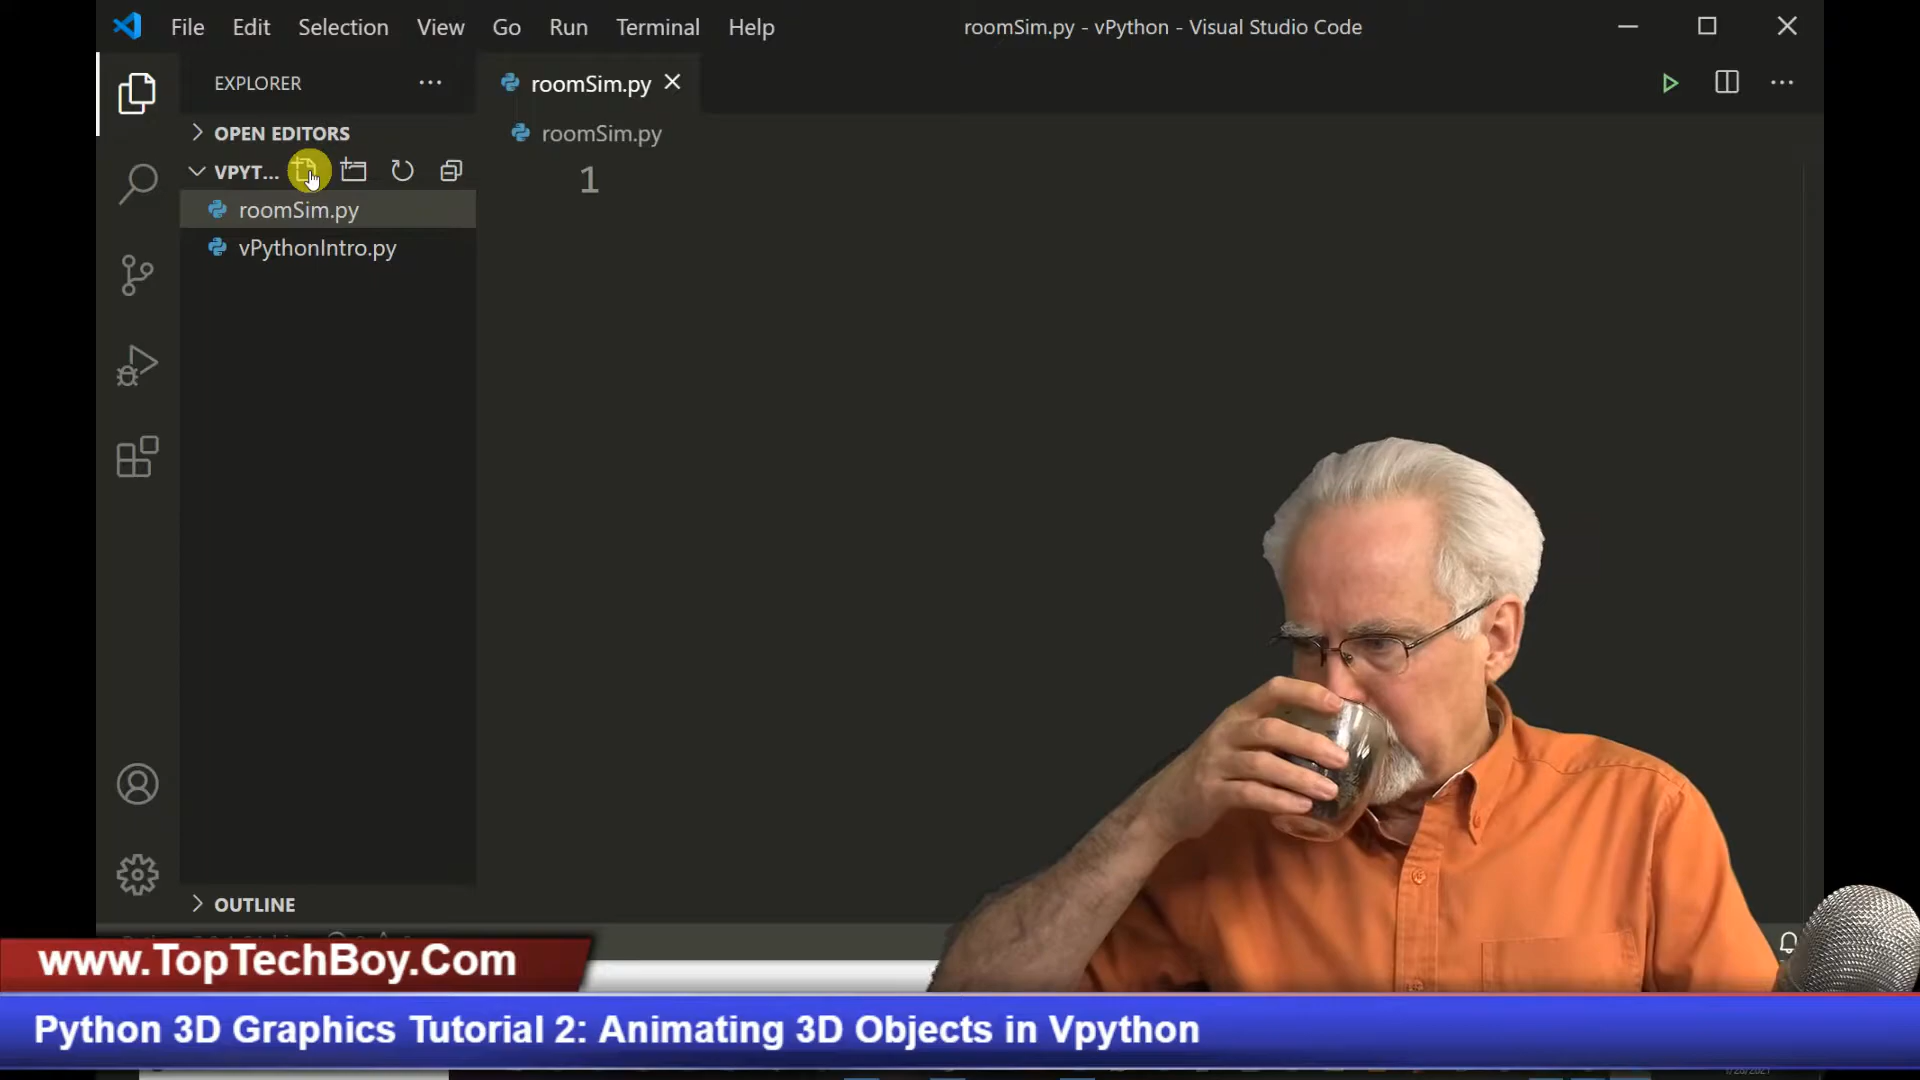 File Edit Selection View Go Run Terminal Help
roomSim.py - vPython - Visual Studio Code
EXPLORER
roomSim.py
OPEN EDITORS
roomSim.py
VPYT...
1
roomSim.py
vPythonIntro.py
OUTLINE
www.TopTechBoy.Com
Python 3D Graphics Tutorial 2: Animating 3D Objects in Vpython